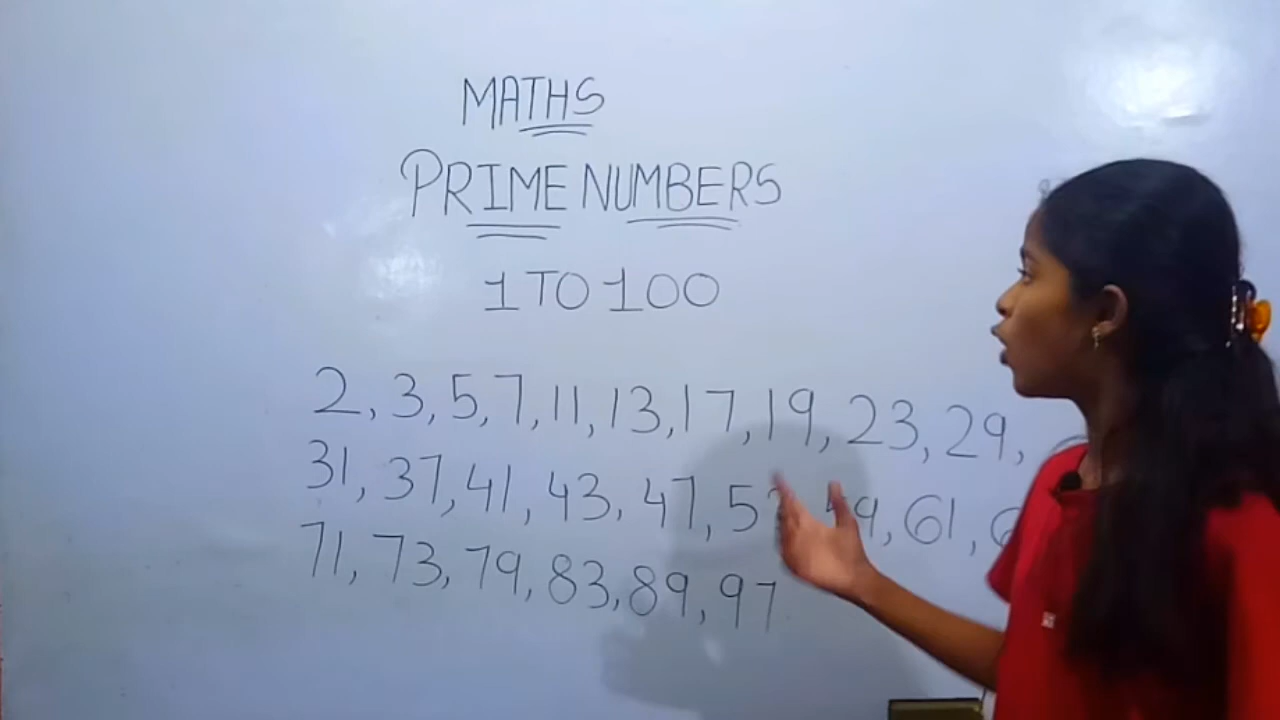 MATHS
PRIME NUMBERS
1 TO 100
2, 3, 5, 7, 11, 13, 17, 19, 23, 29,
31, 37, 41, 43, 47, 61,
71, 73, 79, 83, 89, 97